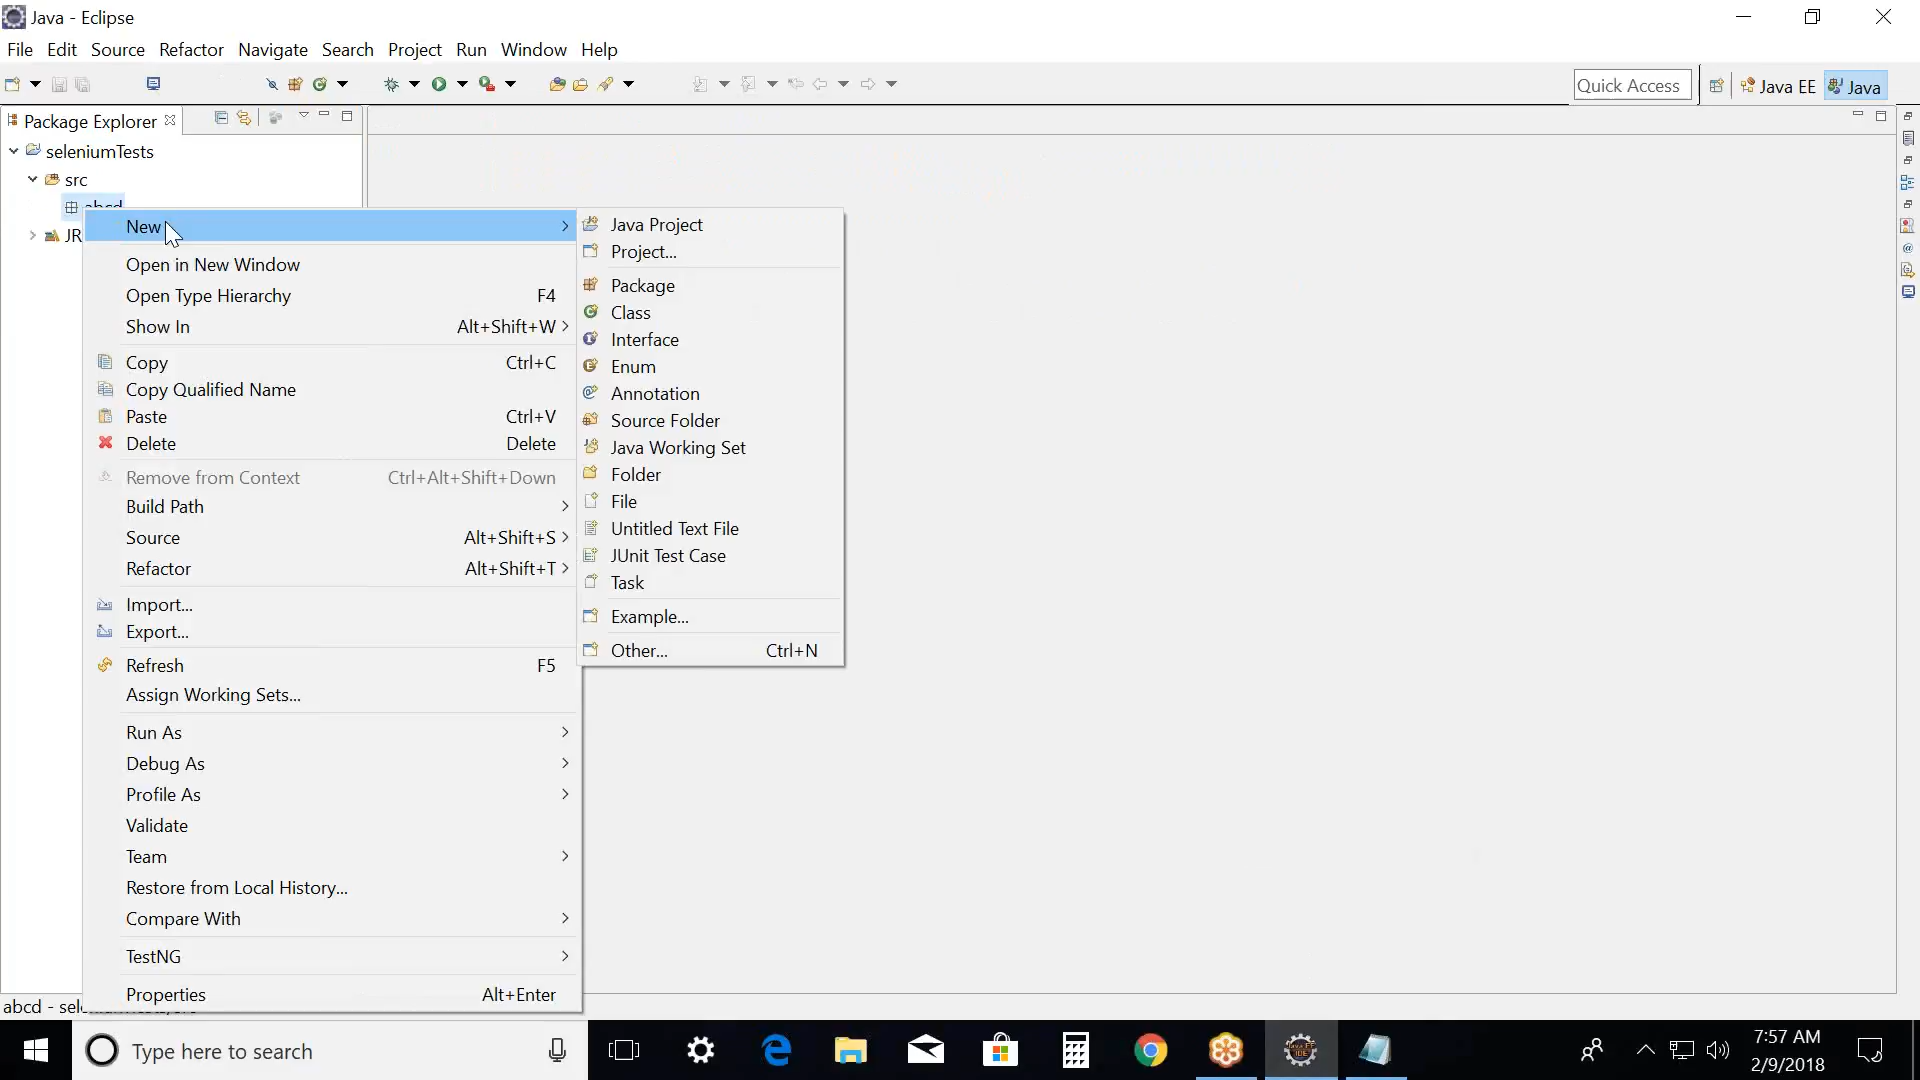 Java - Eclipse
File Edit Source Refactor Navigate Search Project Run Window Help
Quick Access Java EE Java
Package Explorer
seleniumTests
src
abcd
JR
New
Open in New Window
Open Type Hierarchy F4
Show In Alt+Shift+W
Copy Ctrl+C
Copy Qualified Name
Paste Ctrl+V
Delete Delete
Remove from Context Ctrl+Alt+Shift+Down
Build Path
Source Alt+Shift+S
Refactor Alt+Shift+T
Import...
Export...
Refresh F5
Assign Working Sets...
Run As
Debug As
Profile As
Validate
Team
Restore from Local History...
Compare With
TestNG
Properties Alt+Enter
Java Project
Project...
Package
Class
Interface
Enum
Annotation
Source Folder
Java Working Set
Folder
File
Untitled Text File
JUnit Test Case
Task
Example...
Other... Ctrl+N
abcd - sel
Type here to search
7:57 AM
2/9/2018